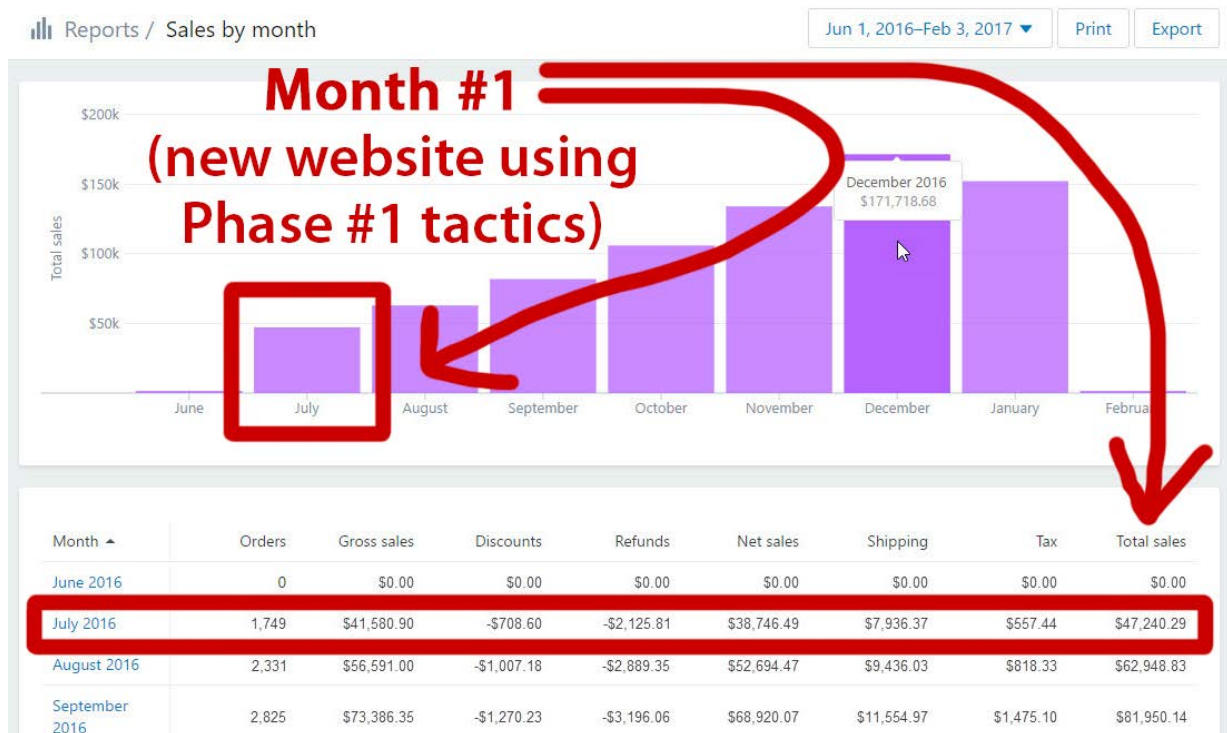 Reports / Sales by month
Jun 1, 2016–Feb 3, 2017 ▼
Print
Export
Month #1
(new website using
Phase #1 tactics)
Total sales
$200k
$150k
$100k
$50k
December 2016
$171,718.68
June July August September October November December January
Month Orders Gross sales Discounts Refunds Net sales Shipping Tax Total sales
June 2016 0 $0.00 $0.00 $0.00 $0.00 $0.00 $0.00 $0.00
July 2016 1,749 $41,580.90 -$708.60 -$2,125.81 $38,746.49 $7,936.37 $557.44 $47,240.29
August 2016 2,331 $56,591.00 -$1,007.18 -$2,889.35 $52,694.47 $9,436.03 $818.33 $62,948.83
September
2016 2,825 $73,386.35 -$1,270.23 -$3,196.06 $68,920.07 $11,554.97 $1,475.10 $81,950.14